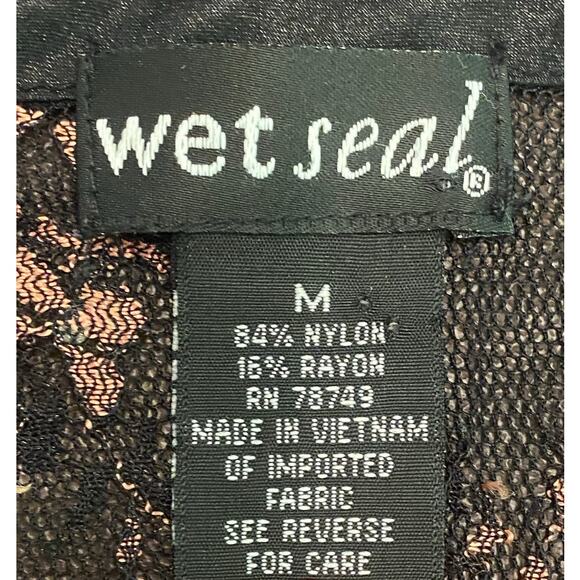 wet seal®
M
84% NYLON
16% RAYON
RN 78749
MADE IN VIETNAM
OF IMPORTED
FABRIC
SEE REVERSE
FOR CARE